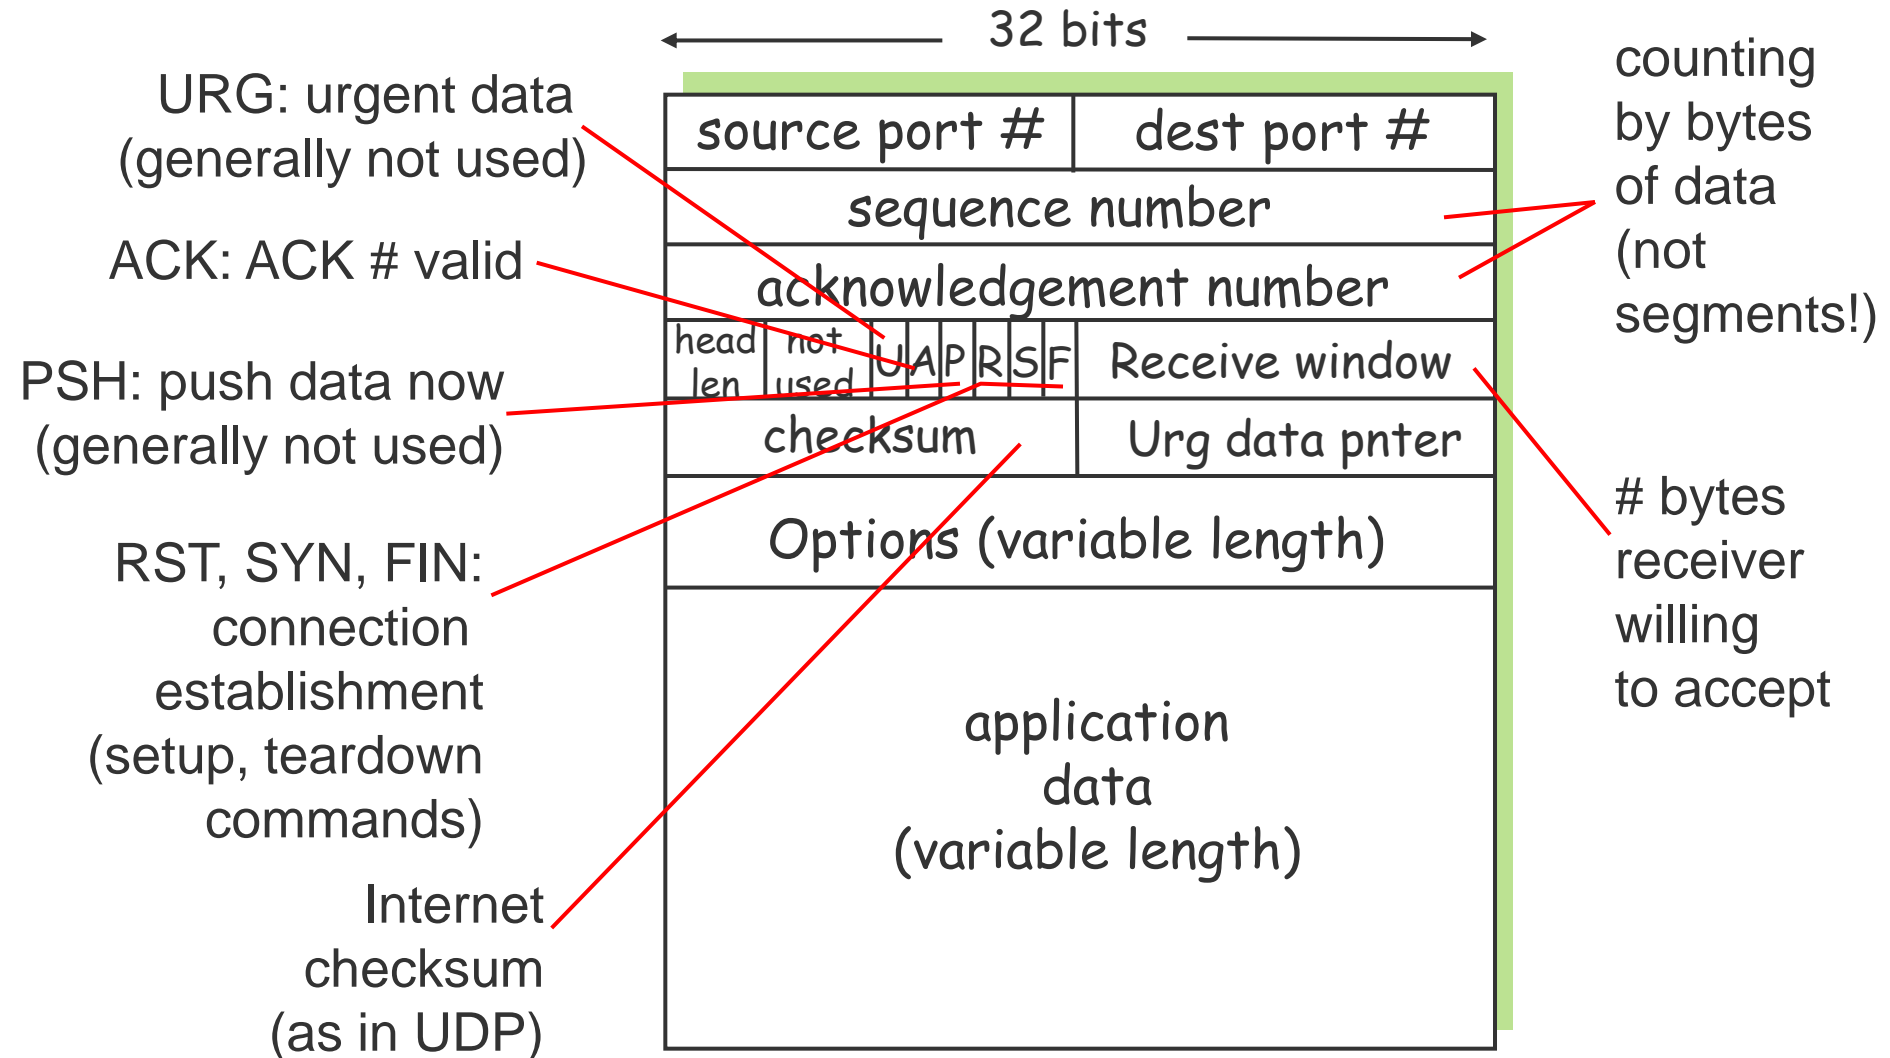 32 bits
URG: urgent data
(generally not used)
ACK: ACK # valid
PSH: push data now
(generally not used)
RST, SYN, FIN:
connection
establishment
(setup, teardown
commands)
Internet
checksum
(as in UDP)
source port #
dest port #
sequence number
acknowledgement number
head
len
not
used
U
A
P
R
S
F
Receive window
checksum
Urg data pnter
Options (variable length)
application
data
(variable length)
counting
by bytes
of data
(not
segments!)
# bytes
receiver
willing
to accept